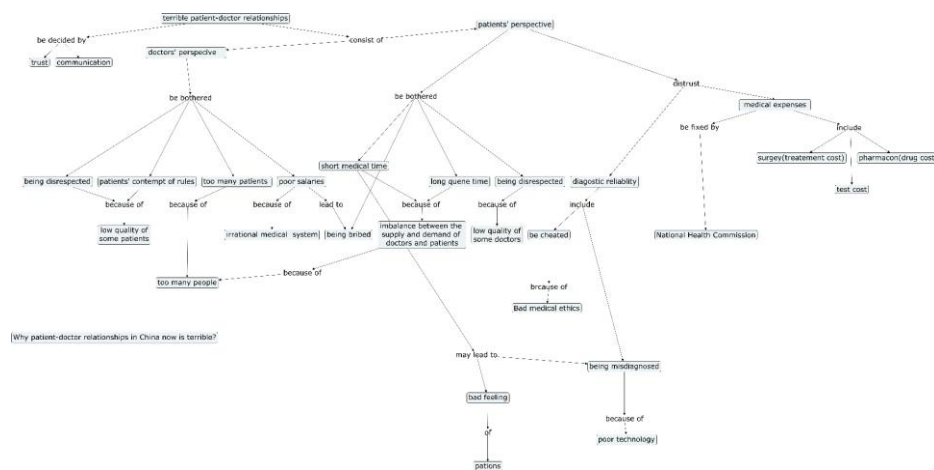 terrible patient-doctor relationships
patients' perspective
be decided by
consist of
trust
communication
doctors' perspecive
distrust
be bothered
be bothered
medical expenses
be fixed by
include
surgey(treatement cost)
pharmacon(drug cost
test cost
short medical time
being disrespected
patients' contempt of rules
too many patients
poor salaries
long quene time
being disrespected
diagostic reliablity
because of
because of
because of
lead to
because of
because of
include
low quality of
some patients
irrational medical system
being bribed
imbalance between the
supply and demand of
doctors and patients
low quality of
some doctors
be cheated
National Health Commission
because of
too many people
brcause of
Bad medical ethics
Why patient-doctor relationships in China now is terrible?
may lead to
being misdiagnosed
bad feeling
because of
of
poor technology
pations